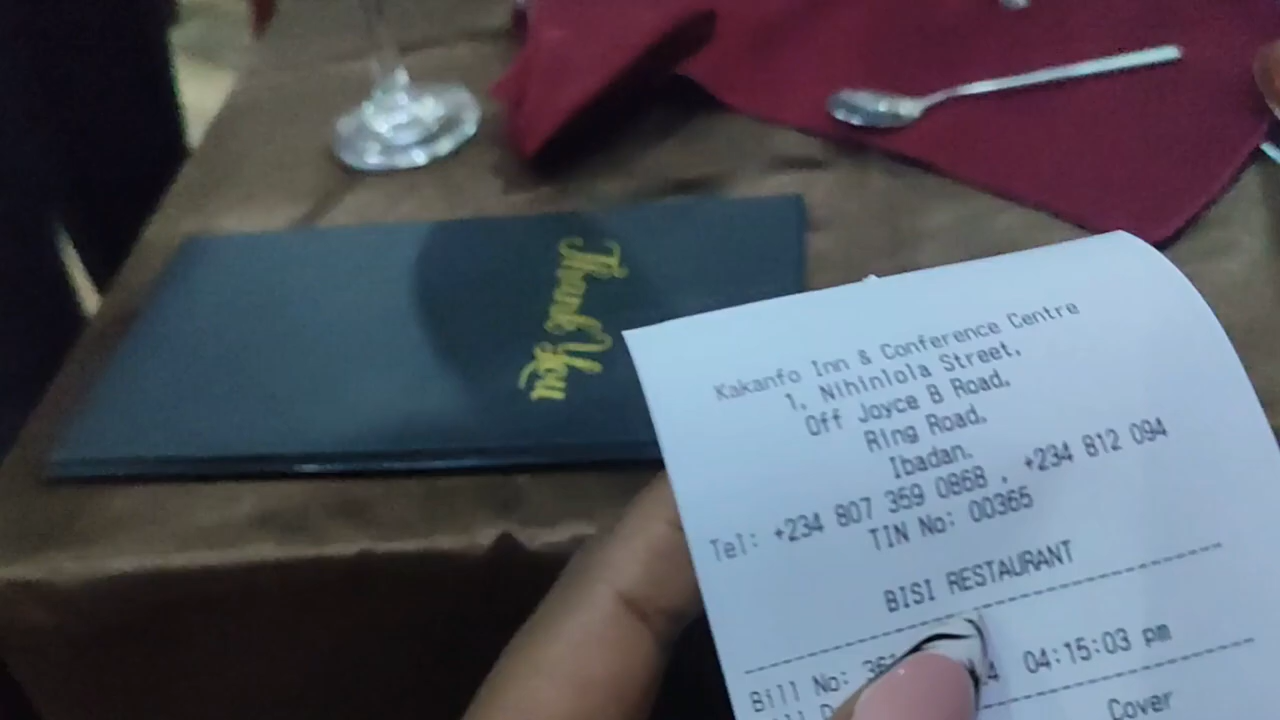 Thank You
Kakanfo Inn & Conference Centre
1, Nihinlola Street,
Off Joyce B Road,
Ring Road,
Ibadan.
Tel: +234 807 359 0868 , +234 812 094
TIN No: 00365
BISI RESTAURANT
Bill No: 04:15:03 pm
Cover